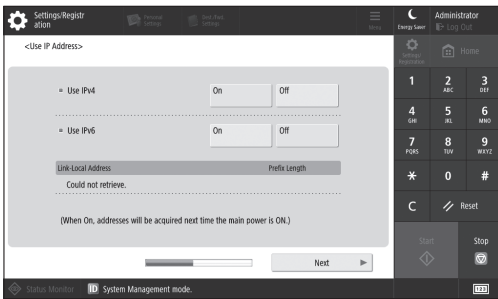 Settings/Registr
ation
Personal
Settings
Dest./Fwd.
Settings
Menu
Energy Saver
Administrator
Log Out
<Use IP Address>
Settings/
Registration
Home
Use IPv4
On
Off
Use IPv6
On
Off
Link-Local Address
Prefix Length
Could not retrieve.
(When On, addresses will be acquired next time the main power is ON.)
Next
1
2
ABC
3
DEF
4
GHI
5
JKL
6
MNO
7
PQRS
8
TUV
9
WXYZ
*
0
#
C
Reset
Start
Stop
Status Monitor
ID System Management mode.
123